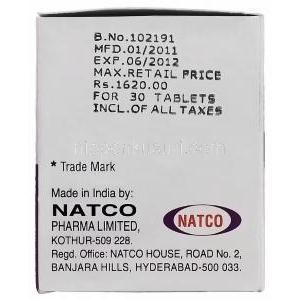 B.No.102191
MFD.01/2011
EXP.06/2012
MAX.RETAIL PRICE
Rs.1620.00
FOR 30 TABLETS
INCL.OF ALL TAXES
* Trade Mark
Made in India by:
NATCO
PHARMA LIMITED,
KOTHUR-509 228.
NATCO
Regd. Office: NATCO HOUSE, ROAD No. 2,
BANJARA HILLS, HYDERABAD-500 033.